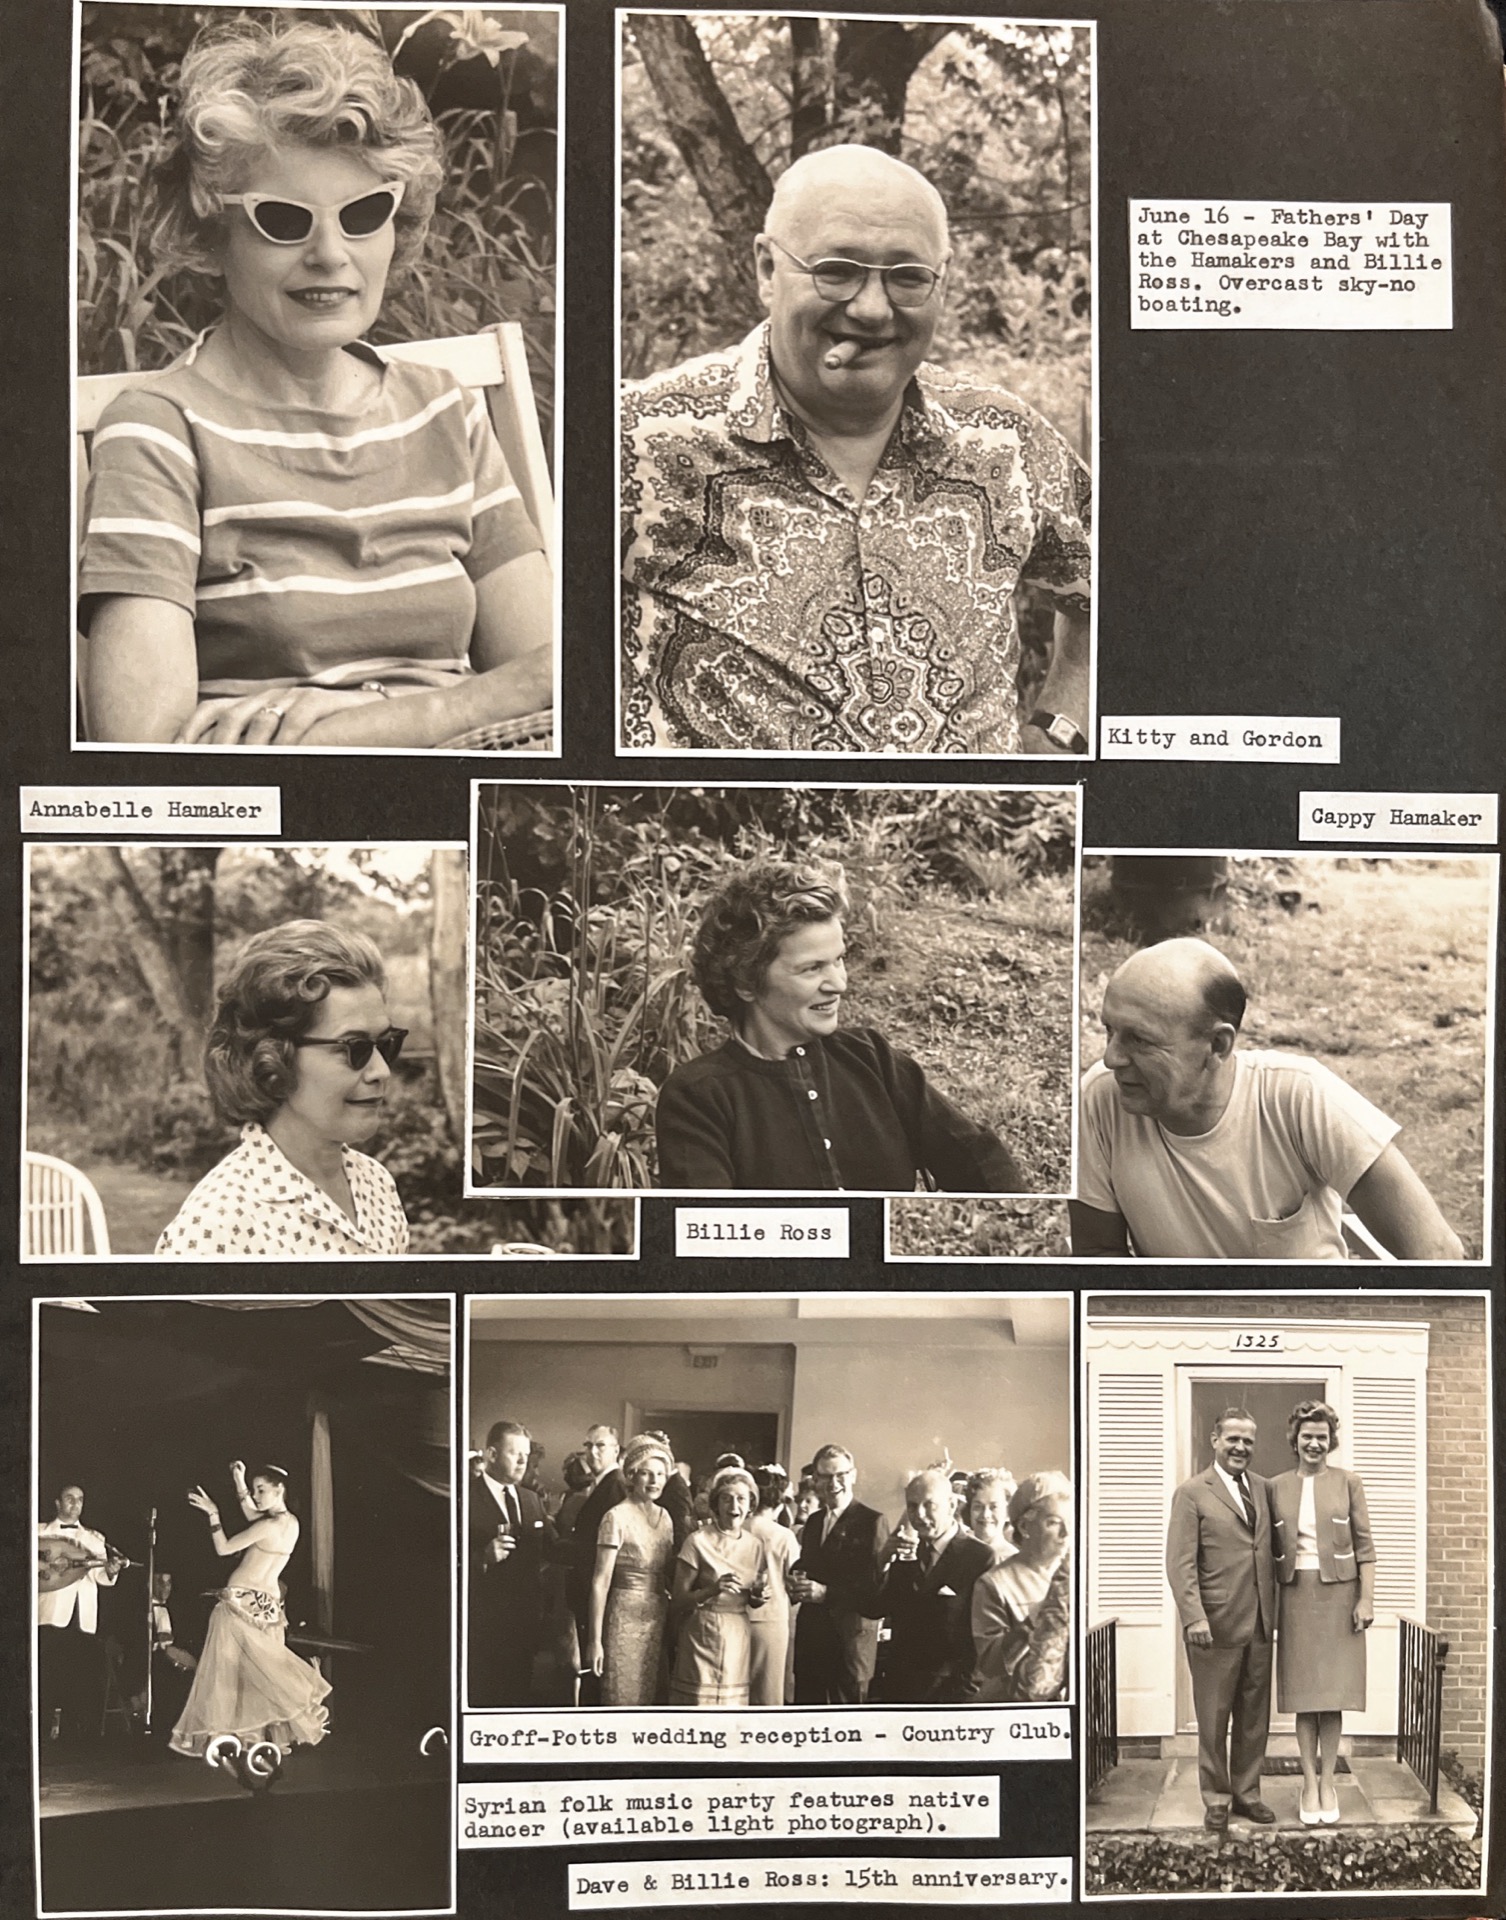 June 16 - Fathers' Day
at Chesapeake Bay with
the Hamakers and Billie
Ross. Overcast sky-no
boating.
Kitty and Gordon
Annabelle Hamaker
Cappy Hamaker
Billie Ross
1325
EXIT
Groff-Potts wedding reception - Country Club.
Syrian folk music party features native
dancer (available light photograph).
Dave & Billie Ross: 15th anniversary.